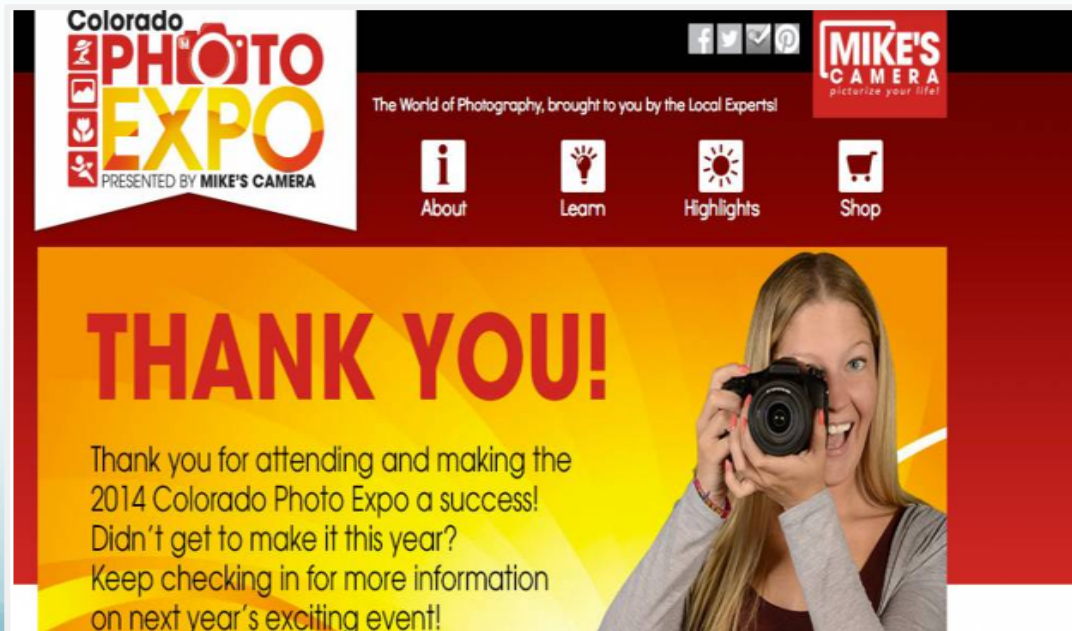 Colorado
PHOTO
EXPO
PRESENTED BY MIKE'S CAMERA
MIKE'S
CAMERA
picturize your life!
The World of Photography, brought to you by the Local Experts!
About
Learn
Highlights
Shop
THANK YOU!
Thank you for attending and making the
2014 Colorado Photo Expo a success!
Didn't get to make it this year?
Keep checking in for more information
on next year's exciting event!